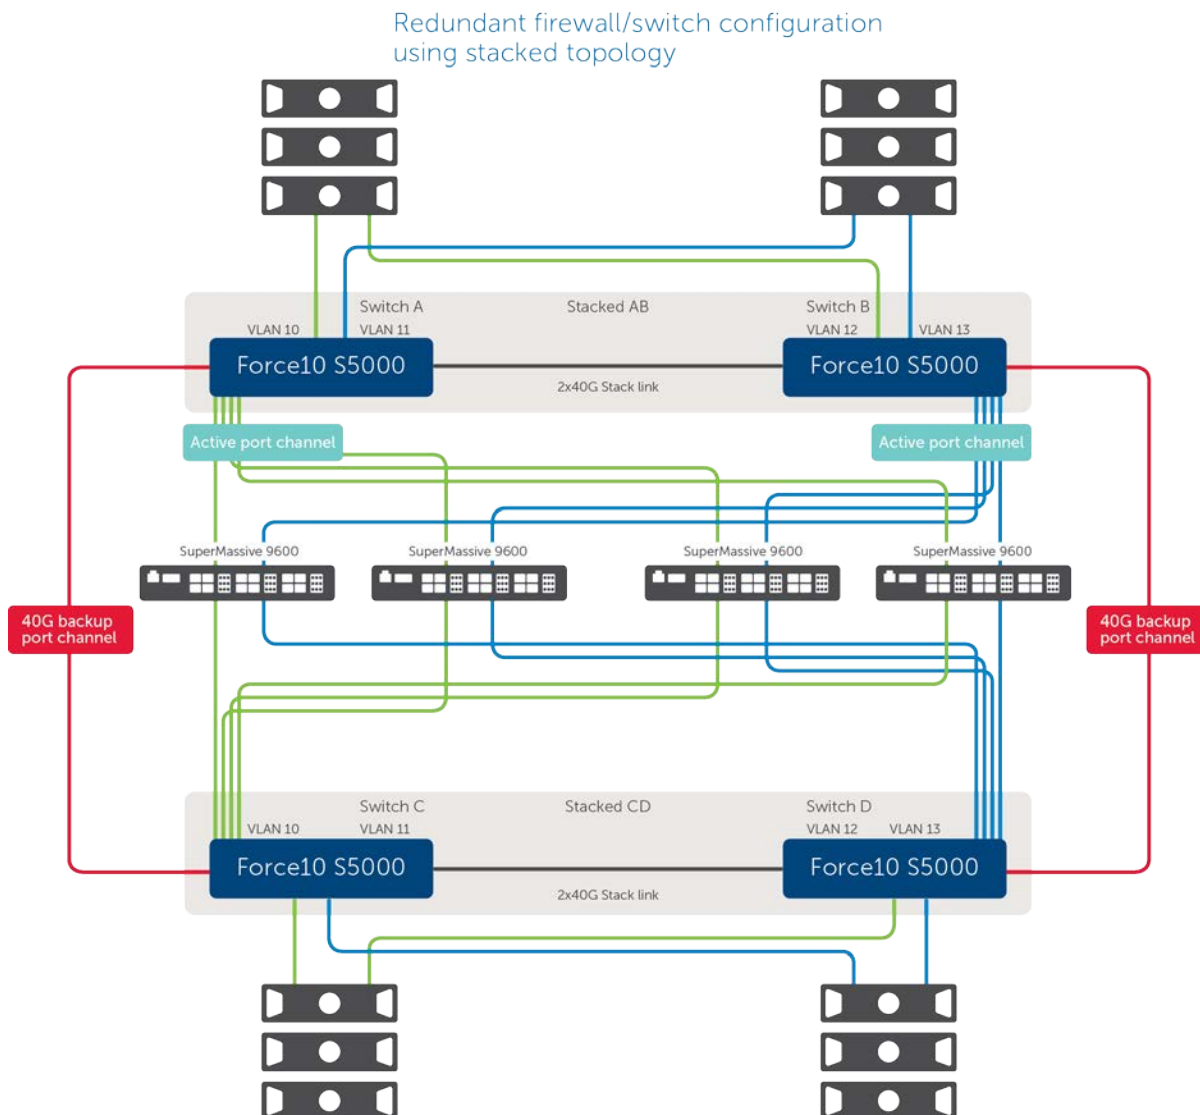 Redundant firewall/switch configuration
using stacked topology
Switch A
Stacked AB
Switch B
VLAN 10
VLAN 11
VLAN 12
VLAN 13
Force10 S5000
Force10 S5000
2x40G Stack link
Active port channel
Active port channel
SuperMassive 9600
SuperMassive 9600
SuperMassive 9600
SuperMassive 9600
40G backup
port channel
40G backup
port channel
Switch C
Stacked CD
Switch D
VLAN 10
VLAN 11
VLAN 12
VLAN 13
Force10 S5000
Force10 S5000
2x40G Stack link